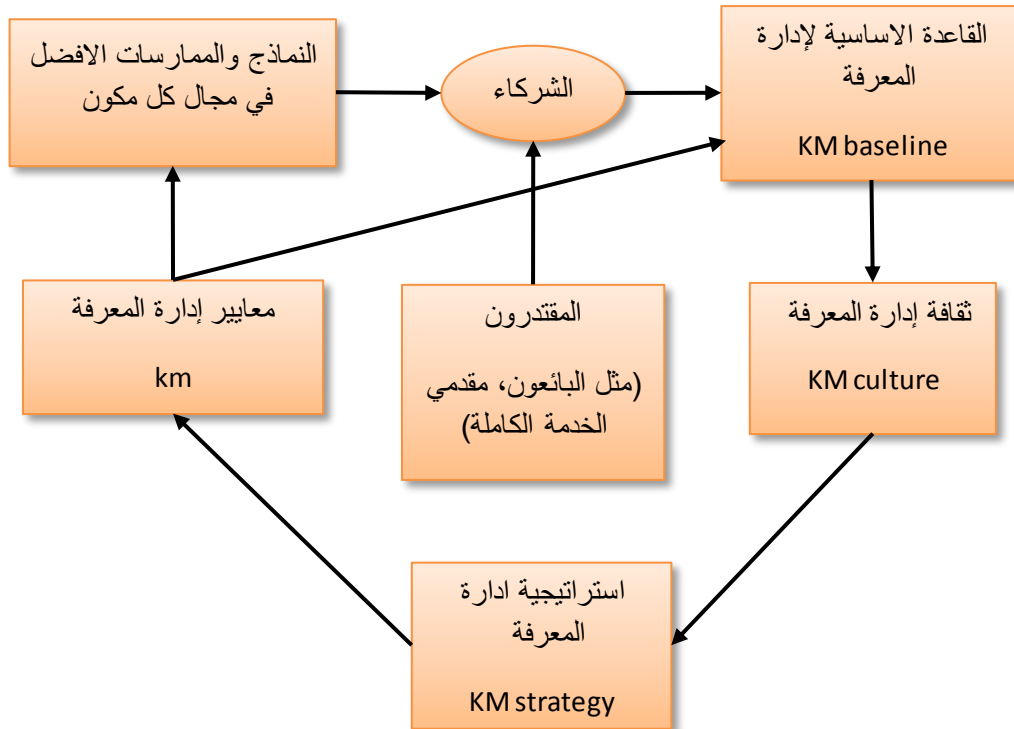 النماذج والممارسات الافضل
في مجال كل مكون
الشركاء
القاعدة الاساسية لإدارة
المعرفة
KM baseline
معايير إدارة المعرفة
km
المقتدرون
(مثل البائعون، مقدمي
الخدمة الكاملة)
ثقافة إدارة المعرفة
KM culture
استراتيجية ادارة
المعرفة
KM strategy